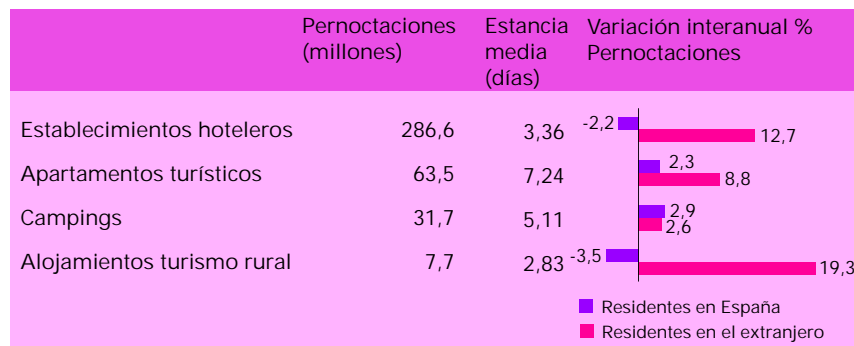 Pernoctaciones Estancia Variación interanual %
(millones) media Pernoctaciones
(días)
Establecimientos hoteleros 286,6 3,36 -2,2 12,7
Apartamentos turísticos 63,5 7,24 2,3 8,8
Campings 31,7 5,11 2,9 2,6
Alojamientos turismo rural 7,7 2,83 -3,5 19,3
Residentes en España
Residentes en el extranjero